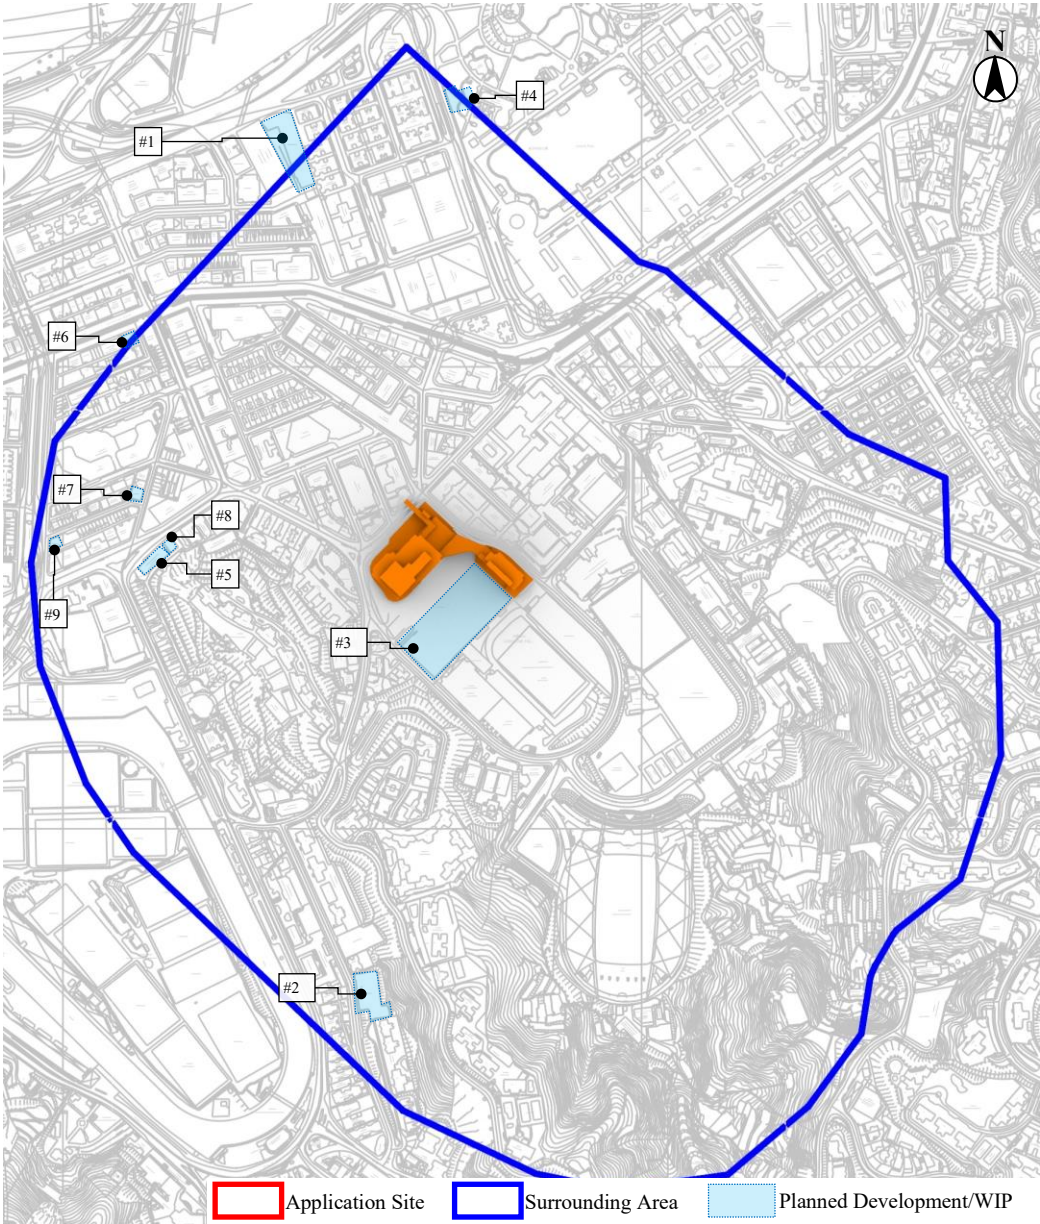 N
#4
#1
#6
#7
#8
#5
#9
#3
#2
Application Site
Surrounding Area
Planned Development/WIP